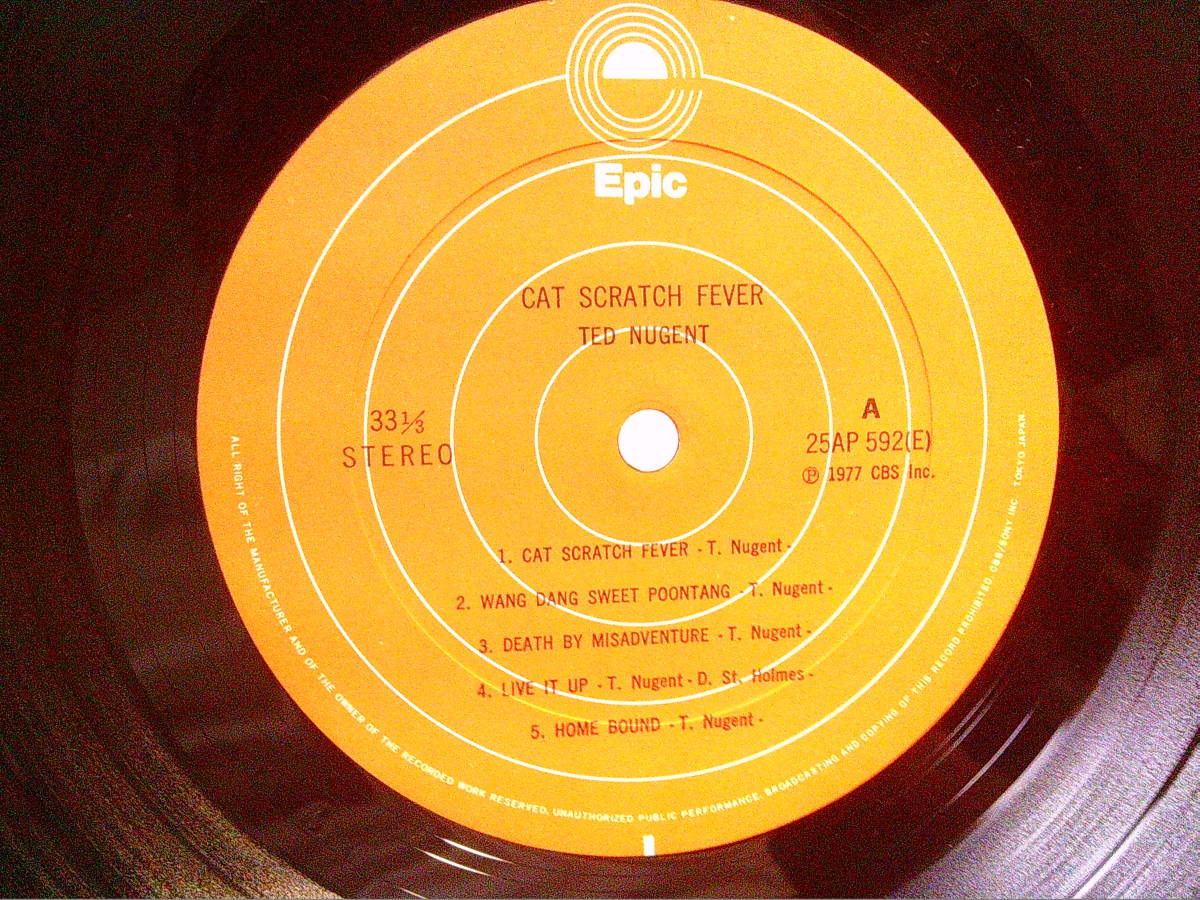 Epic
CAT SCRATCH FEVER
TED NUGENT
33⅓
STEREO
A
25AP 592(E)
℗ 1977 CBS Inc.
1. CAT SCRATCH FEVER - T. Nugent -
2. WANG DANG SWEET POONTANG - T. Nugent -
3. DEATH BY MISADVENTURE - T. Nugent -
4. LIVE IT UP - T. Nugent - D. St. Holmes -
5. HOME BOUND - T. Nugent -
ALL RIGHT OF THE MANUFACTURER AND OF THE OWNER OF THE RECORDED WORK RESERVED. UNAUTHORIZED PUBLIC PERFORMANCE. BROADCASTING AND COPYING OF THIS RECORD PROHIBITED. CBS/SONY INC. TOKYO JAPAN